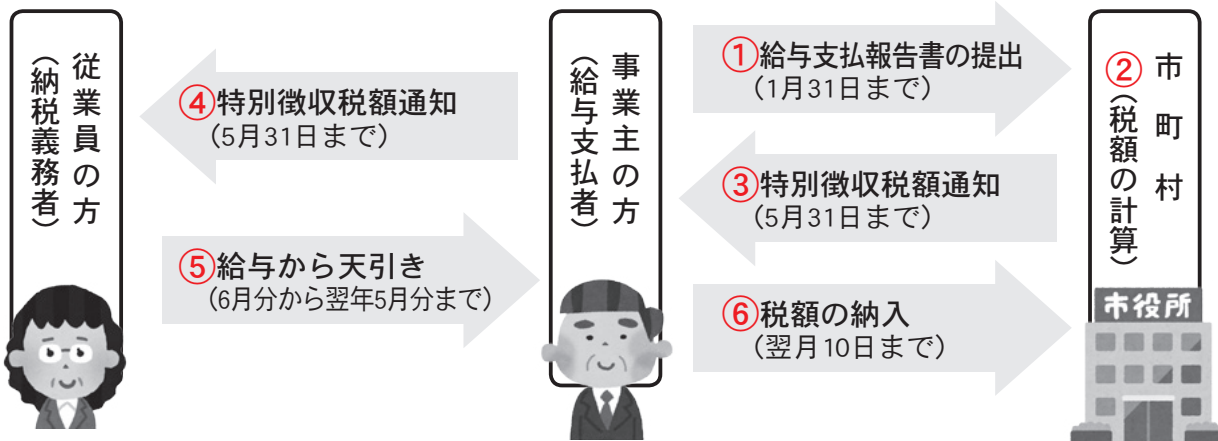 従業員の方
（納税義務者）
④特別徴収税額通知
（5月31日まで）
⑤給与から天引き
（6月分から翌年5月分まで）
事業主の方
（給与支払者）
①給与支払報告書の提出
（1月31日まで）
③特別徴収税額通知
（5月31日まで）
⑥税額の納入
（翌月10日まで）
市町村
②（税額の計算）
市役所